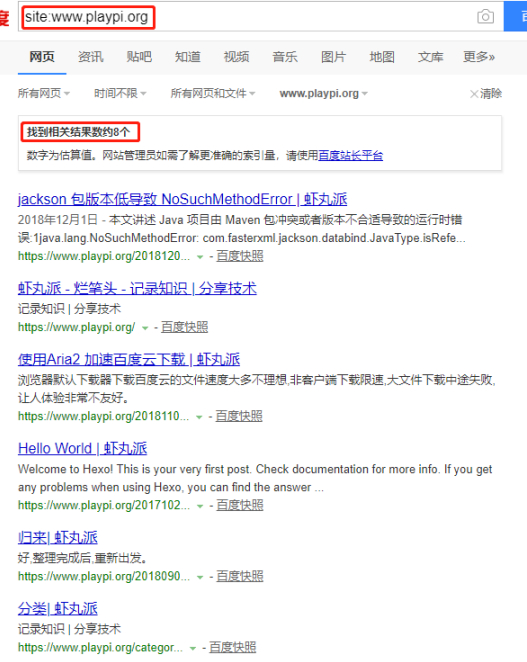 site:www.playpi.org
网页 资讯 贴吧 知道 视频 音乐 图片 地图 文库 更多»
所有网页 时间不限 所有网页和文件 www.playpi.org ×清除
找到相关结果数约8个
数字为估算值。网站管理员如需了解更准确的索引量，请使用百度站长平台
jackson 包版本低导致 NoSuchMethodError | 虾丸派
2018年12月1日 - 本文讲述 Java 项目由 Maven 包冲突或者版本不合适导致的运行时错
误:1java.lang.NoSuchMethodError: com.fasterxml.jackson.databind.JavaType.isRefe...
https://www.playpi.org/2018120... - 百度快照
虾丸派 - 烂笔头 - 记录知识 | 分享技术
记录知识 | 分享技术
https://www.playpi.org/ - 百度快照
使用Aria2 加速百度云下载 | 虾丸派
浏览器默认下载器下载百度云的文件速度大多不理想,非客户端下载限速,大文件下载中途失败,
让人体验非常不友好。
https://www.playpi.org/2018110... - 百度快照
Hello World | 虾丸派
Welcome to Hexo! This is your very first post. Check documentation for more info. If you get
any problems when using Hexo, you can find the answer ...
https://www.playpi.org/2017102... - 百度快照
归来| 虾丸派
好,整理完成后,重新出发。
https://www.playpi.org/2018090... - 百度快照
分类| 虾丸派
记录知识 | 分享技术
https://www.playpi.org/categor... - 百度快照